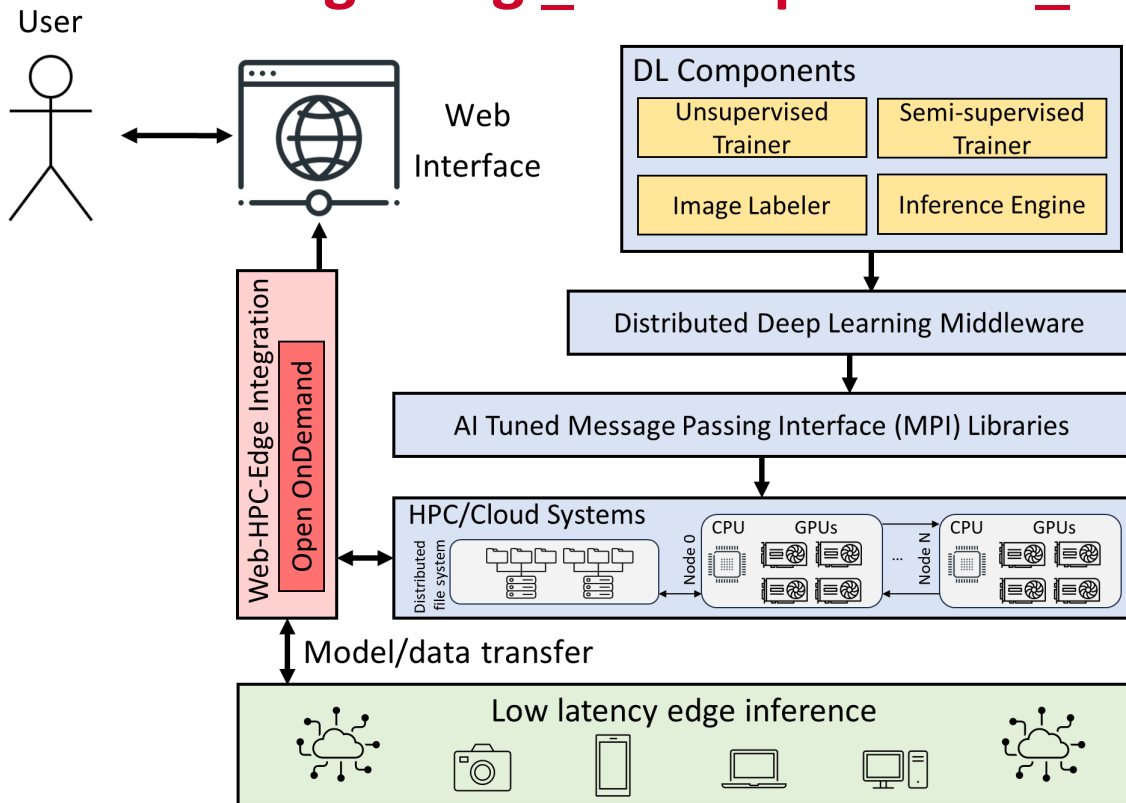 User
Web
Interface
DL Components
Unsupervised
Trainer
Semi-supervised
Trainer
Image Labeler
Inference Engine
Distributed Deep Learning Middleware
AI Tuned Message Passing Interface (MPI) Libraries
Web-HPC-Edge Integration
Open OnDemand
HPC/Cloud Systems
Distributed
file system
Node 0
CPU
GPUs
...
Node N
CPU
GPUs
Model/data transfer
Low latency edge inference